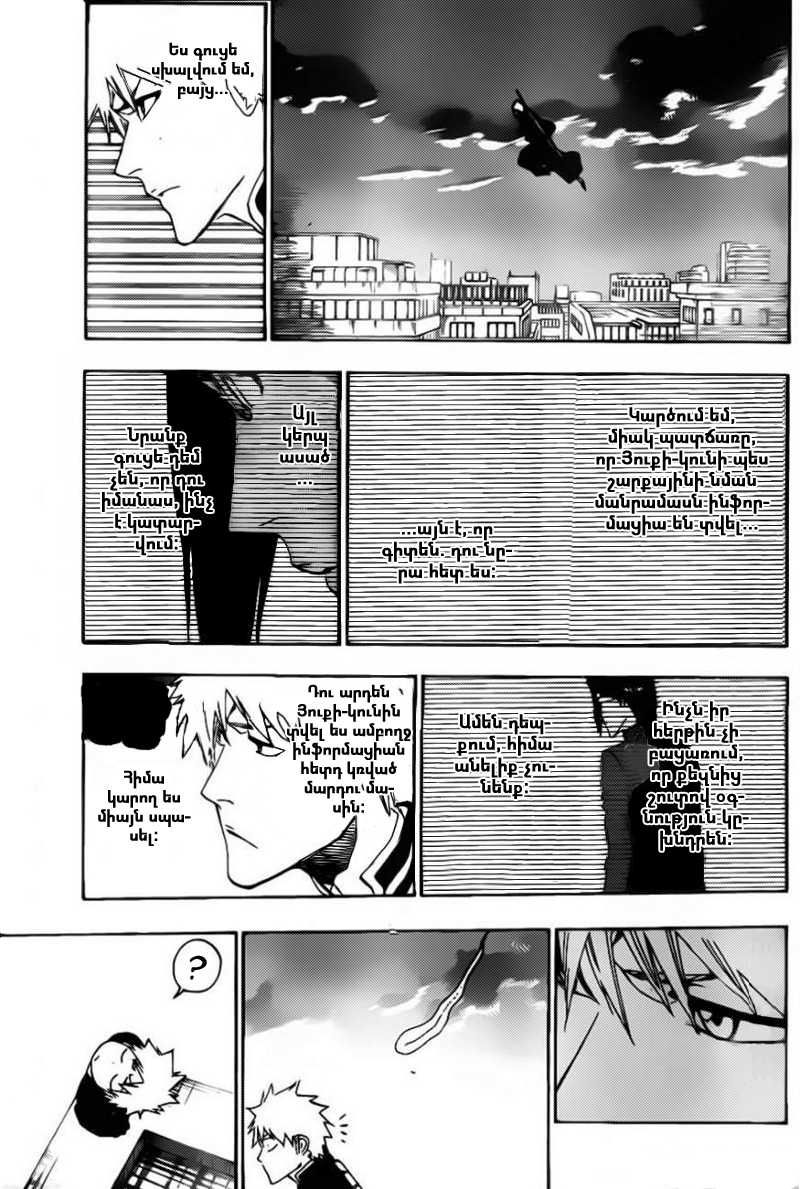 Ես գուցե
սխալվում եմ,
բայց...
Կարծում եմ,
միակ պատճառը,
որ Յուքի-կունի պես
շարքայինի նման
մանրամասն ինֆոր-
մացիա են տվել...
...այն է, որ
գիտեն. դու նը-
րա հետ ես:
Այլ
կերպ
ասած
...
Նրանք
գուցե դեմ
չեն, որ դու
իմանաս, ինչ
է կատար-
վում:
Ինչն իր
հերթին չի
բացառում,
որ քեզնից
շուտով օգ-
նություն կը-
խնդրեն:
Ամեն դեպ-
քում, հիմա
անելիք չու-
նենք:
Դու արդեն
Յուքի-կունին
տվել ես ամբողջ
ինֆորմացիան
հետդ կռված
մարդու մա-
սին:
Հիմա
կարող ես
միայն սպա-
սել:
?